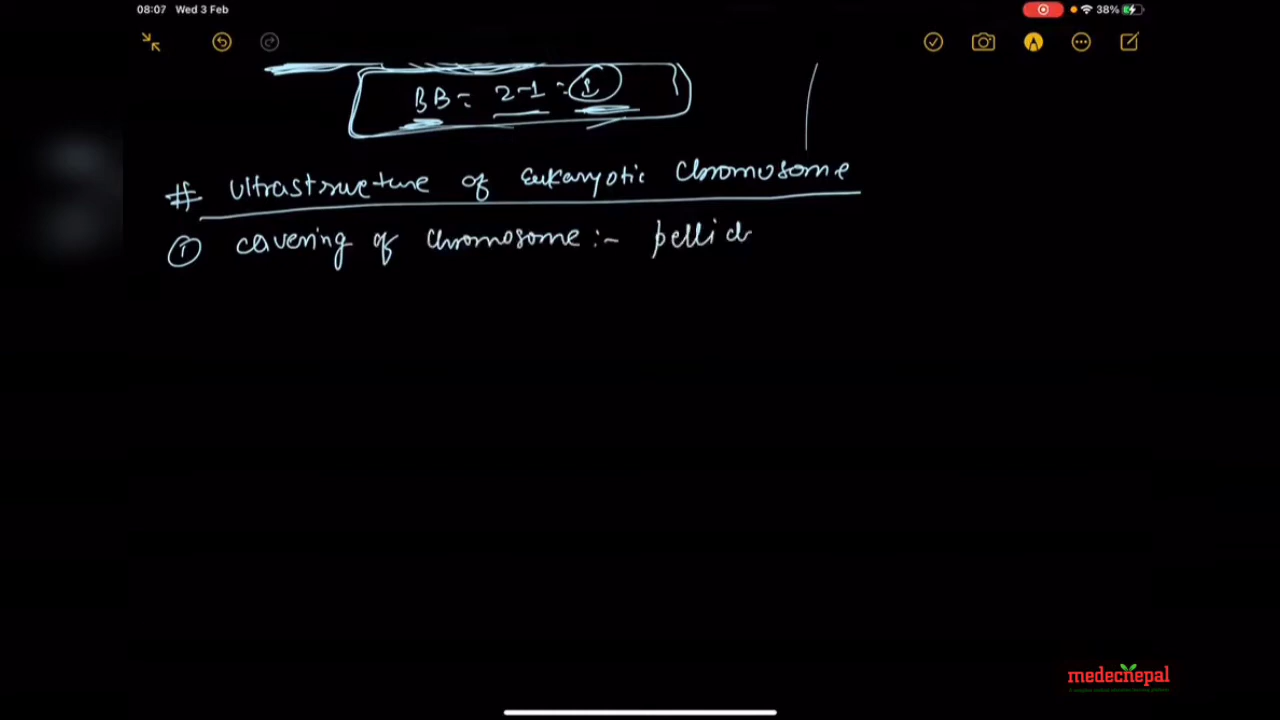 08:07 Wed 3 Feb
38%
BB = 2-1 = 1
# Ultrastructure of Eukaryotic Chromosome
① covering of chromosome :- pellic
medecnepal